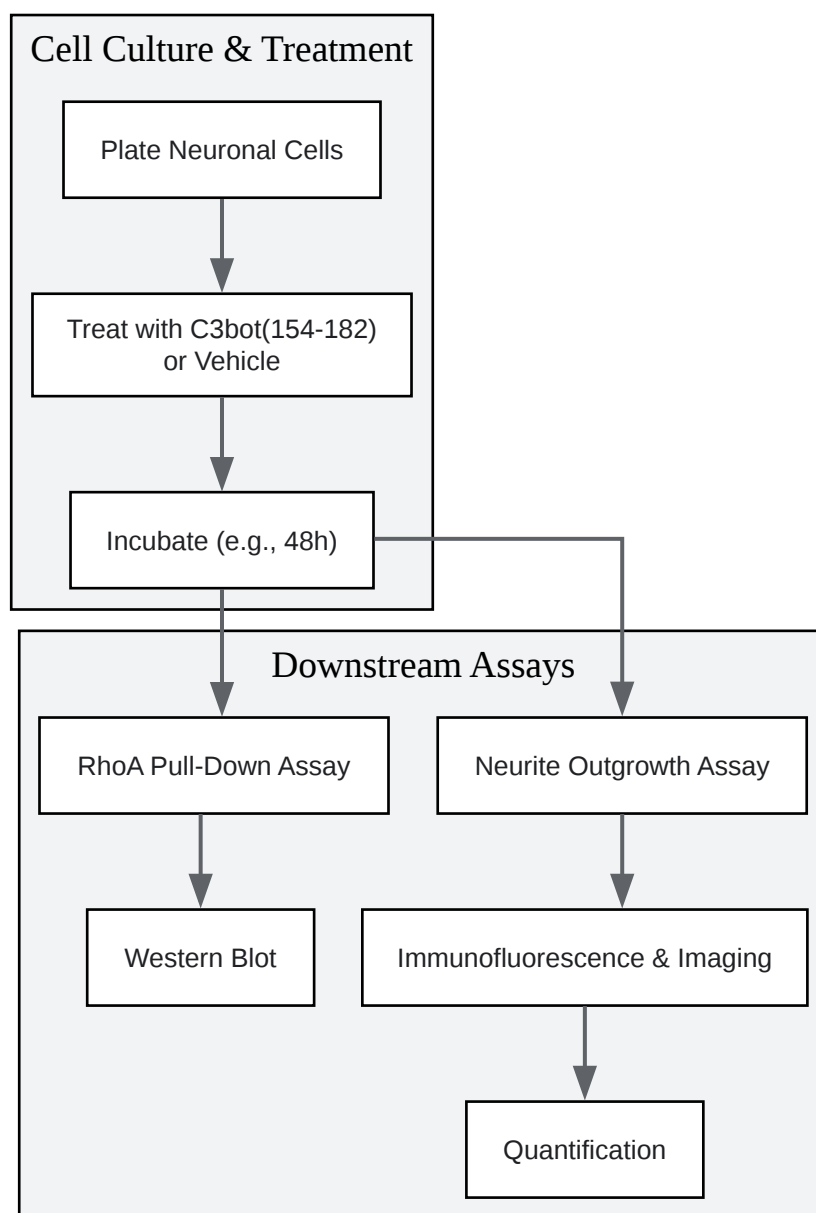 Cell Culture & Treatment
Plate Neuronal Cells
Treat with C3bot(154-182)
or Vehicle
Incubate (e.g., 48h)
Downstream Assays
RhoA Pull-Down Assay
Neurite Outgrowth Assay
Western Blot
Immunofluorescence & Imaging
Quantification